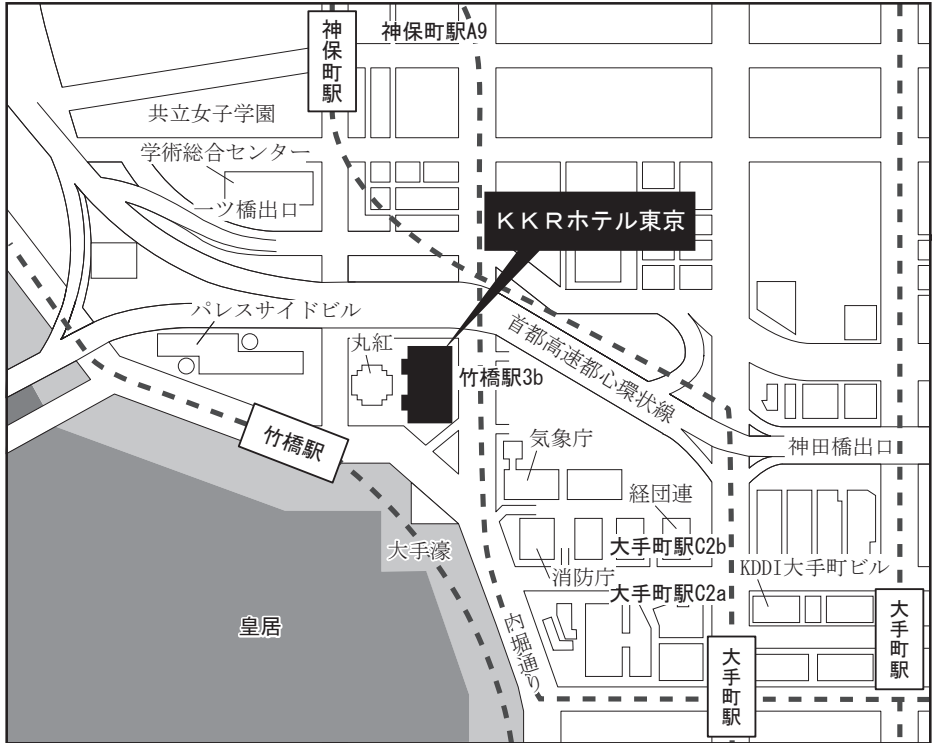 神保町駅
神保町駅A9
共立女子学園
学術総合センター
一ツ橋出口
KKRホテル東京
パレスサイドビル
丸紅
竹橋駅3b
首都高速都心環状線
竹橋駅
気象庁
神田橋出口
経団連
大手町駅C2b
大手濠
消防庁
KDDI大手町ビル
大手町駅C2a
皇居
内堀通り
大手町駅
大手町駅